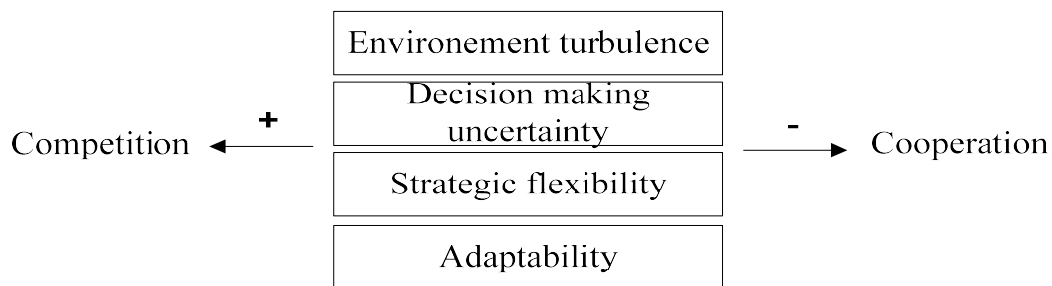 Environement turbulence
Decision making
uncertainty
+
-
Competition
Cooperation
Strategic flexibility
Adaptability